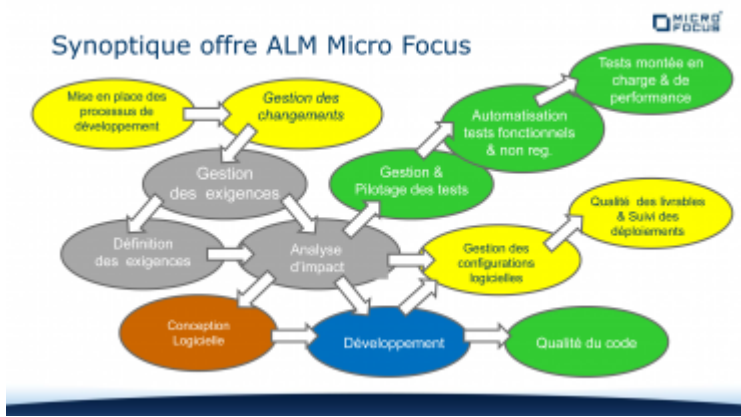 MICRO
FOCUS
Synoptique offre ALM Micro Focus
Tests montée en
charge & de
performance
Mise en place des
processus de
développement
Gestion des
changements
Automatisation
tests fonctionnels
& non reg.
Gestion
des exigences
Gestion &
Pilotage des tests
Qualité des livrables
& Suivi des
déploiements
Définition
des exigences
Analyse
d'impact
Gestion des
configurations
logicielles
Conception
Logicielle
Développement
Qualité du code